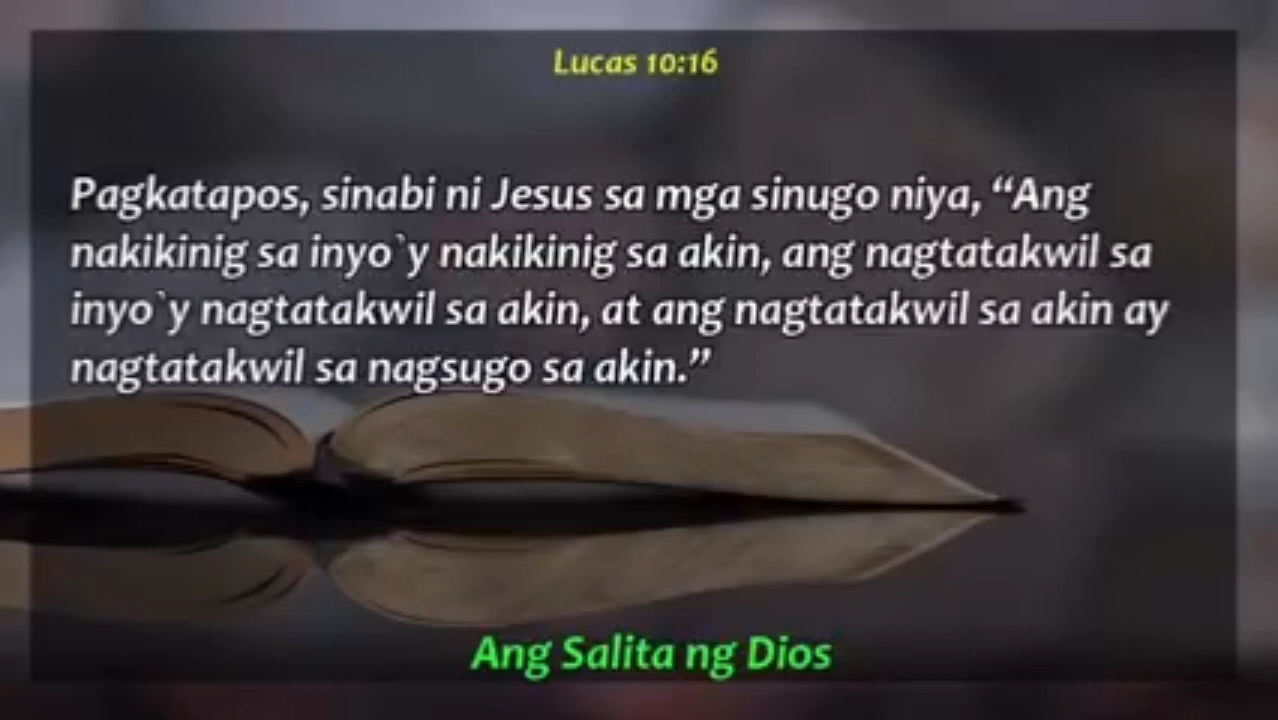 Lucas 10:16
Pagkatapos, sinabi ni Jesus sa mga sinugo niya, “Ang
nakikinig sa inyo`y nakikinig sa akin, ang nagtatakwil sa
inyo`y nagtatakwil sa akin, at ang nagtatakwil sa akin ay
nagtatakwil sa nagsugo sa akin.”
Ang Salita ng Dios